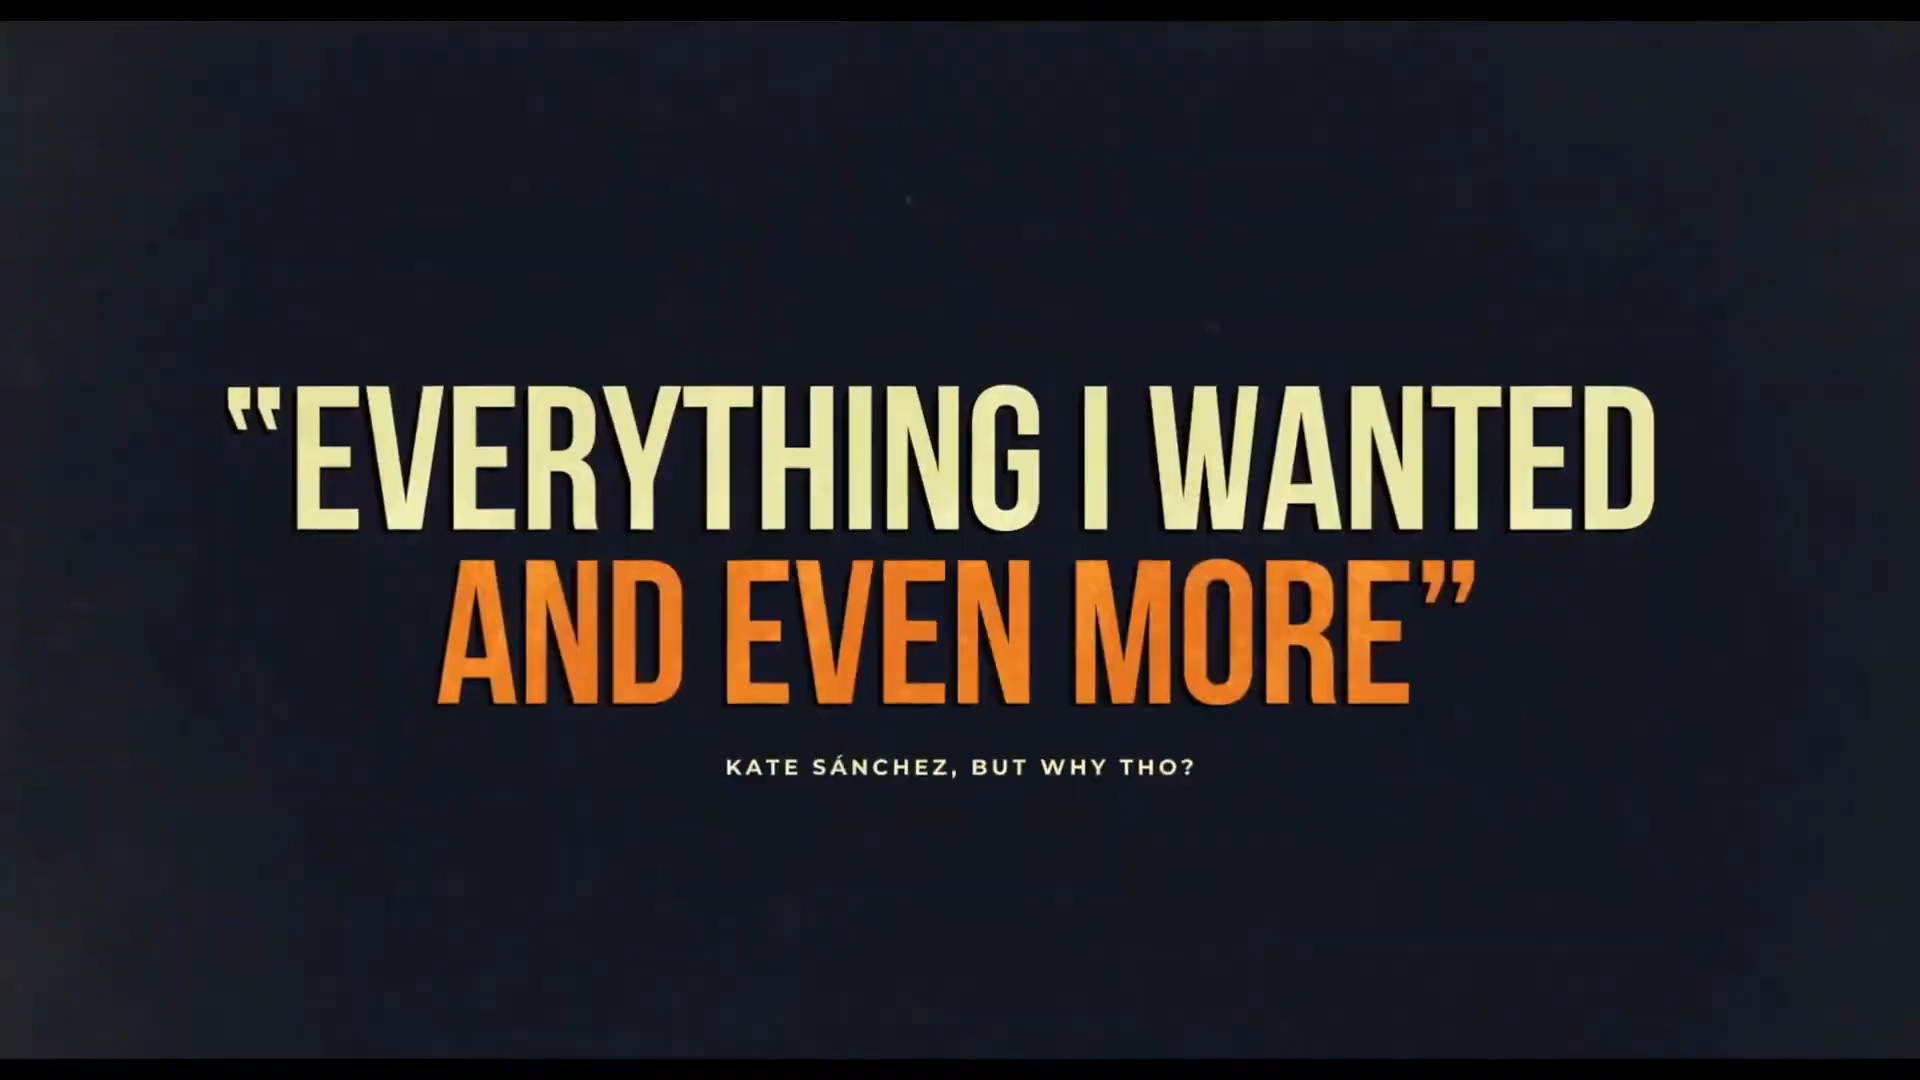 “EVERYTHING I WANTED
AND EVEN MORE”
KATE SÁNCHEZ, BUT WHY THO?